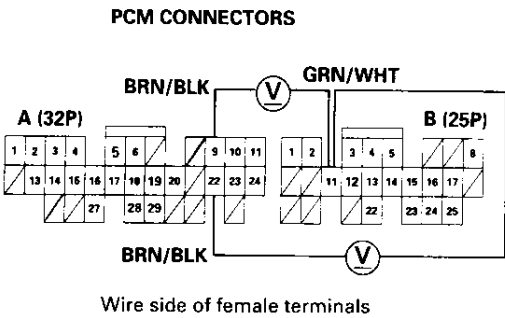 PCM CONNECTORS
BRN/BLK V GRN/WHT
A (32P) B (25P)
1 2 3 4 5 6 9 10 11 1 2 3 4 5 8
13 14 15 16 17 18 19 20 22 23 24 11 12 13 14 15 16 17
27 28 29 22 23 24 25
BRN/BLK V
Wire side of female terminals